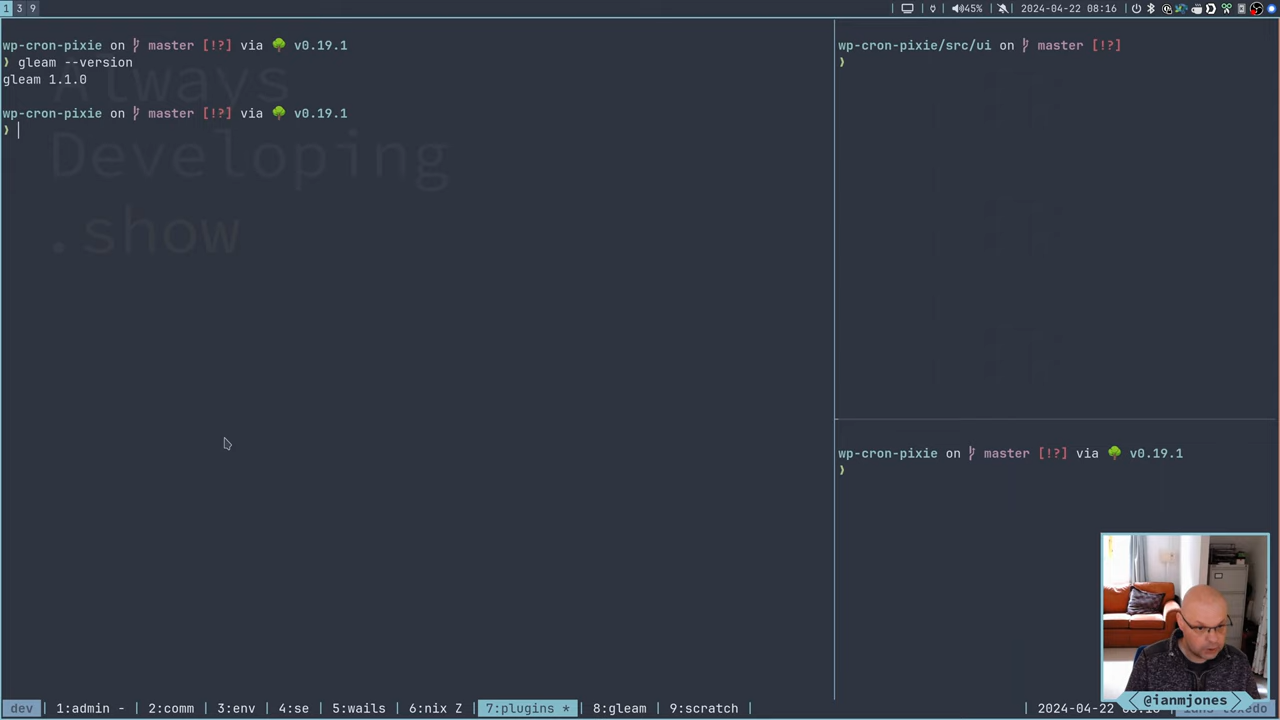 1 3 9
45%
2024-04-22 08:16
wp-cron-pixie on master [!?] via v0.19.1
❯ gleam --version
gleam 1.1.0
wp-cron-pixie on master [!?] via v0.19.1
❯
Always
Developing
.show
wp-cron-pixie/src/ui on master [!?]
❯
wp-cron-pixie on master [!?] via v0.19.1
❯
@ianmjones
dev 1:admin - | 2:comm | 3:env | 4:se | 5:wails | 6:nix Z | 7:plugins * | 8:gleam | 9:scratch |